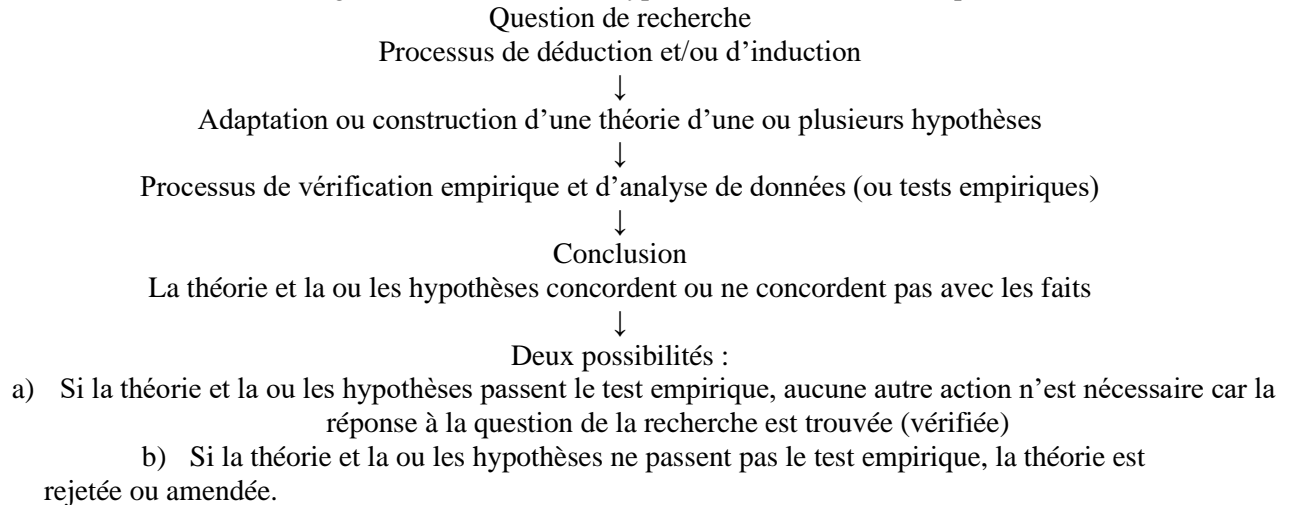 Question de recherche
Processus de déduction et/ou d’induction
↓
Adaptation ou construction d’une théorie d’une ou plusieurs hypothèses
↓
Processus de vérification empirique et d’analyse de données (ou tests empiriques)
↓
Conclusion
La théorie et la ou les hypothèses concordent ou ne concordent pas avec les faits
↓
Deux possibilités :
a) Si la théorie et la ou les hypothèses passent le test empirique, aucune autre action n’est nécessaire car la
réponse à la question de la recherche est trouvée (vérifiée)
b) Si la théorie et la ou les hypothèses ne passent pas le test empirique, la théorie est
rejetée ou amendée.